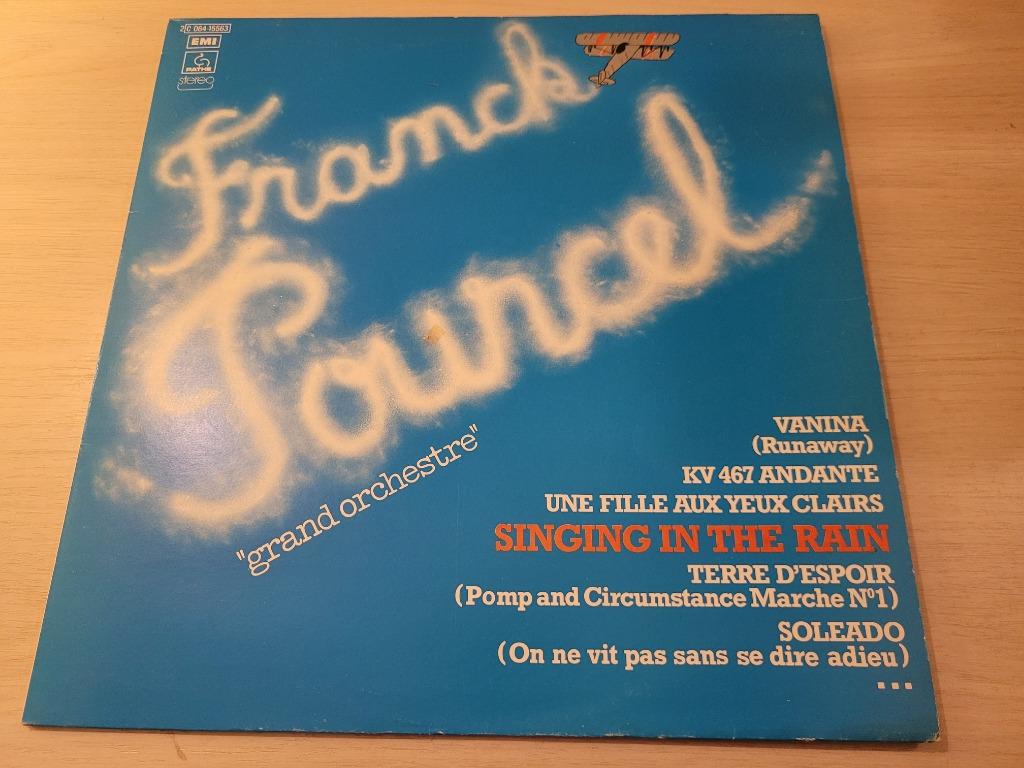 2C 064-15563
EMI
PATHÉ
stereo
Franck
Pourcel
"grand orchestre"
VANINA
(Runaway)
KV 467 ANDANTE
UNE FILLE AUX YEUX CLAIRS
SINGING IN THE RAIN
TERRE D'ESPOIR
(Pomp and Circumstance Marche Nº1)
SOLEADO
(On ne vit pas sans se dire adieu)
...